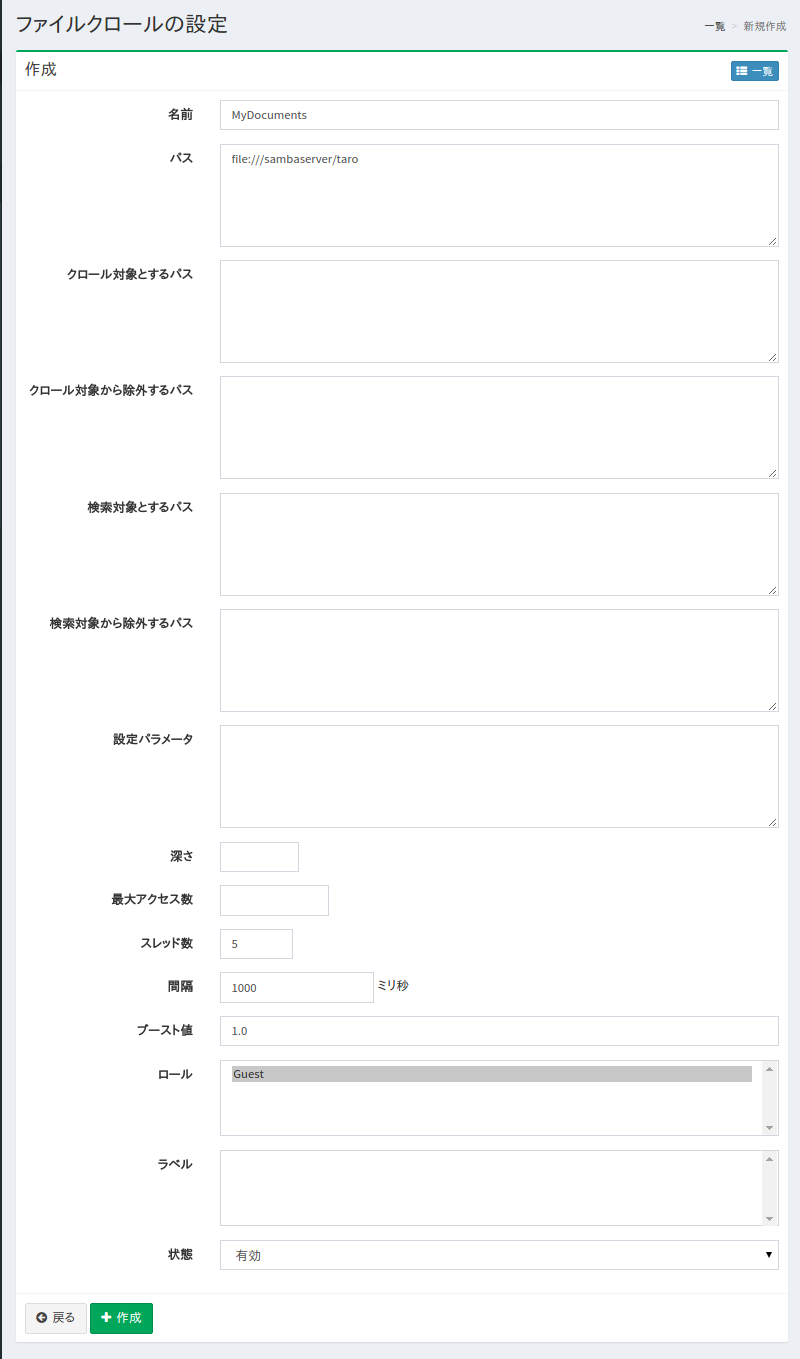 ファイルクロールの設定
一覧 > 新規作成
作成
一覧
名前
MyDocuments
パス
file:///sambaserver/taro
クロール対象とするパス
クロール対象から除外するパス
検索対象とするパス
検索対象から除外するパス
設定パラメータ
深さ
最大アクセス数
スレッド数
5
間隔
1000 ミリ秒
ブースト値
1.0
ロール
Guest
ラベル
状態
有効
戻る
作成